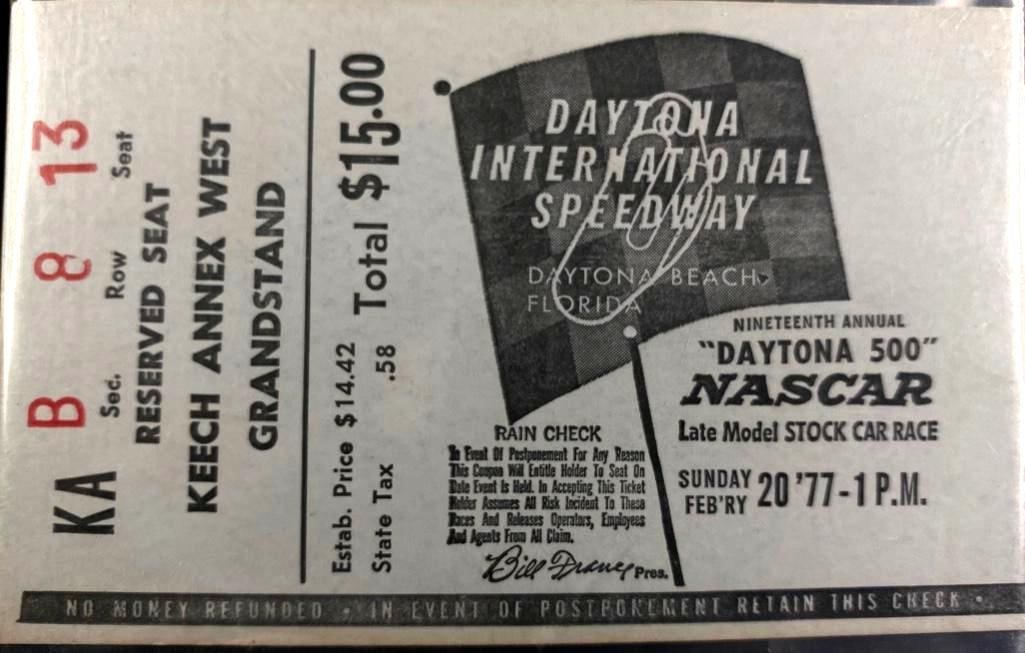 KA B 8 13
Sec. Row Seat
RESERVED SEAT
KEECH ANNEX WEST
GRANDSTAND
Estab. Price $14.42
State Tax .58
Total $15.00
DAYTONA
INTERNATIONAL
SPEEDWAY
DAYTONA BEACH
FLORIDA
NINETEENTH ANNUAL
"DAYTONA 500"
NASCAR
Late Model STOCK CAR RACE
SUNDAY
FEB'RY 20 '77-1 P.M.
RAIN CHECK
In Event Of Postponement For Any Reason
This Coupon Will Entitle Holder To Seat On
Date Event Is Held. In Accepting This Ticket
Holder Assumes All Risk Incident To These
Races And Releases Operators, Employees
And Agents From All Claim.
Bill France Pres.
NO MONEY REFUNDED • IN EVENT OF POSTPONEMENT RETAIN THIS CHECK •